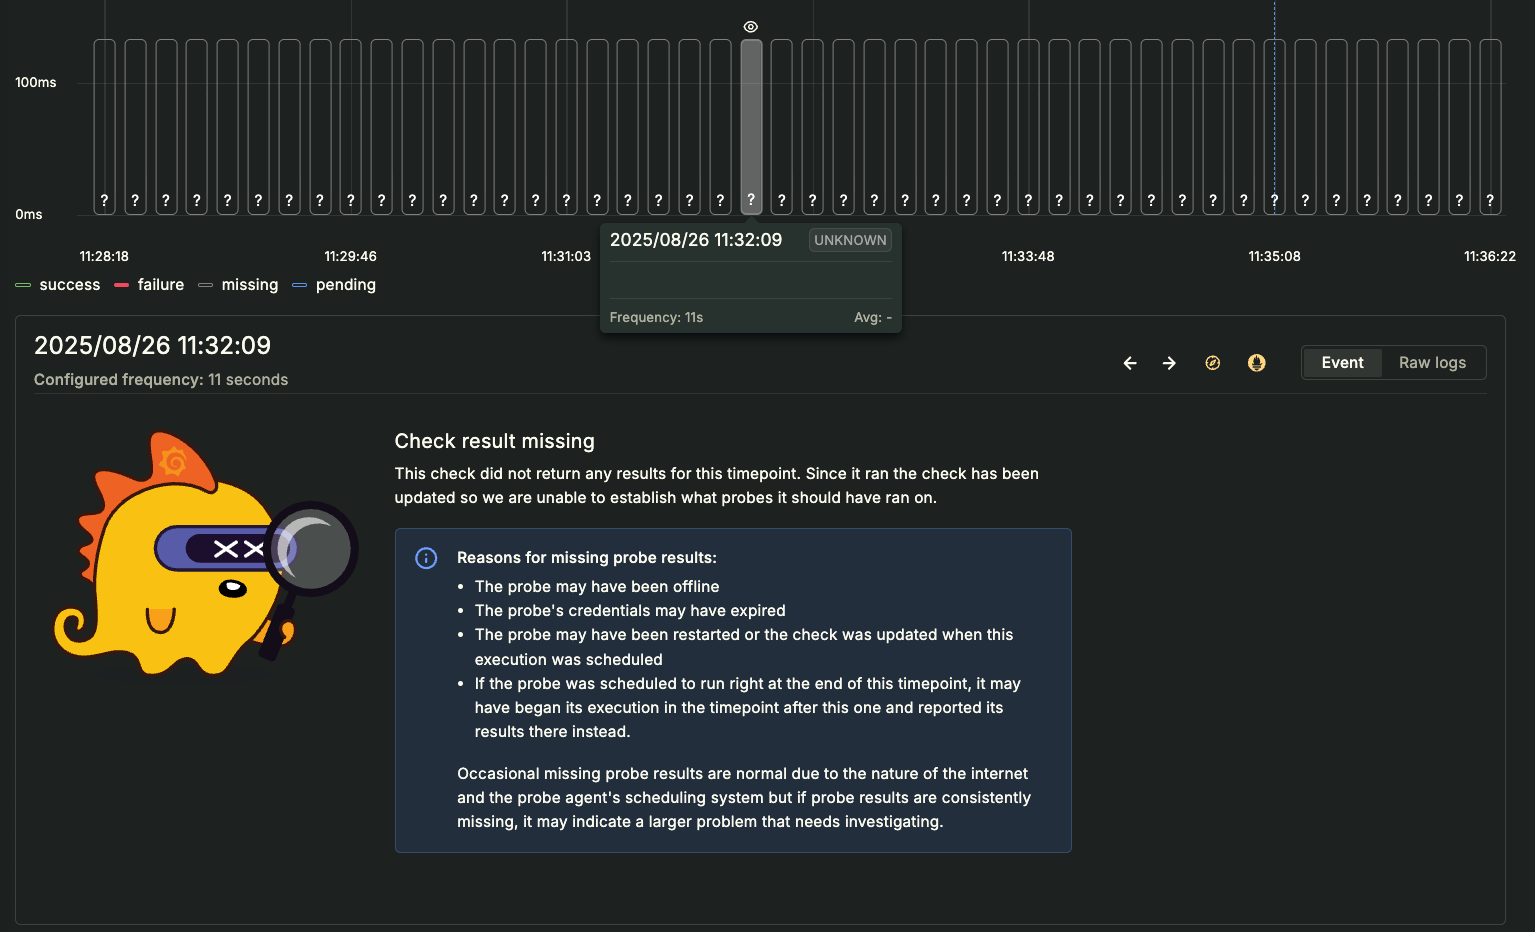 100ms
? ? ? ? ? ? ? ? ? ? ? ? ? ? ? ? ? ? ? ? ? ? ? ? ? ? ? ? ? ? ? ? ? ? ? ? ? ? ? ? ? ? ? ? ? ?
0ms
11:28:18 11:29:46 11:31:03 11:33:48 11:35:08 11:36:22
success failure missing pending
2025/08/26 11:32:09 UNKNOWN
Frequency: 11s Avg: -
2025/08/26 11:32:09
Configured frequency: 11 seconds
Event Raw logs
Check result missing
This check did not return any results for this timepoint. Since it ran the check has been
updated so we are unable to establish what probes it should have ran on.
Reasons for missing probe results:
• The probe may have been offline
• The probe's credentials may have expired
• The probe may have been restarted or the check was updated when this
execution was scheduled
• If the probe was scheduled to run right at the end of this timepoint, it may
have began its execution in the timepoint after this one and reported its
results there instead.
Occasional missing probe results are normal due to the nature of the internet
and the probe agent's scheduling system but if probe results are consistently
missing, it may indicate a larger problem that needs investigating.